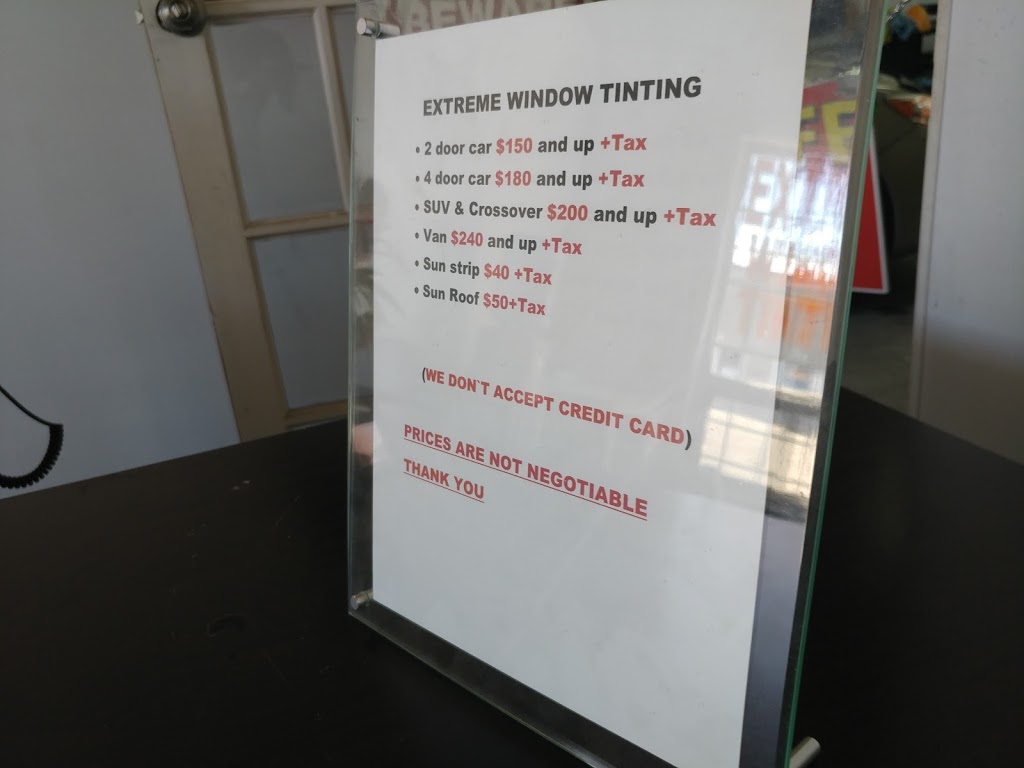 BEWARE
EXTREME WINDOW TINTING
• 2 door car $150 and up +Tax
• 4 door car $180 and up +Tax
• SUV & Crossover $200 and up +Tax
• Van $240 and up +Tax
• Sun strip $40 +Tax
• Sun Roof $50+Tax
(WE DON`T ACCEPT CREDIT CARD)
PRICES ARE NOT NEGOTIABLE
THANK YOU